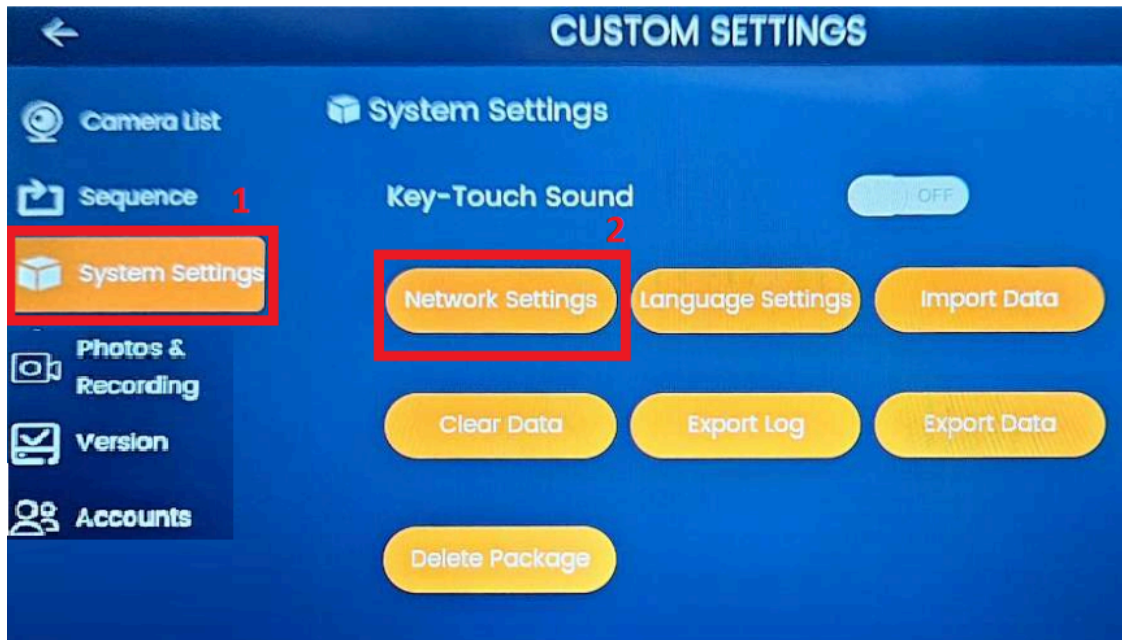 CUSTOM SETTINGS
Camera List
System Settings
Sequence
1
Key-Touch Sound
OFF
2
System Settings
Network Settings
Language Settings
Import Data
Photos &
Recording
Clear Data
Export Log
Export Data
Version
Accounts
Delete Package